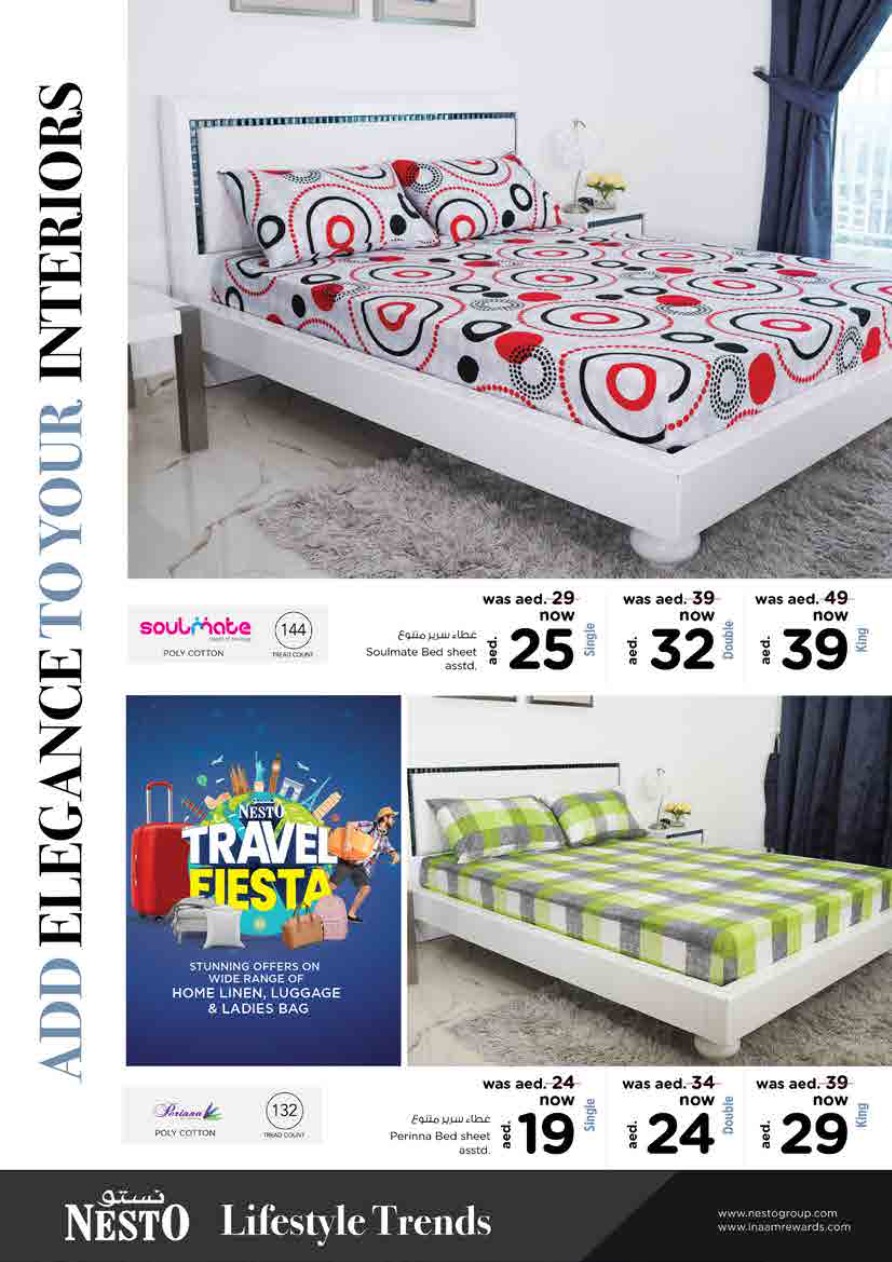 ADD ELEGANCE TO YOUR INTERIORS
soulmate
POLY COTTON
144
TREAD COUNT
غطاء سرير متنوع
Soulmate Bed sheet
asstd.
was aed. 29
now
aed. 25 Single
was aed. 39
now
aed. 32 Double
was aed. 49
now
aed. 39 King
NESTO
TRAVEL
FIESTA
STUNNING OFFERS ON
WIDE RANGE OF
HOME LINEN, LUGGAGE
& LADIES BAG
Perinna
POLY COTTON
132
TREAD COUNT
غطاء سرير متنوع
Perinna Bed sheet
asstd.
was aed. 24
now
aed. 19 Single
was aed. 34
now
aed. 24 Double
was aed. 39
now
aed. 29 King
نستو
NESTO
Lifestyle Trends
www.nestogroup.com
www.inaamrewards.com